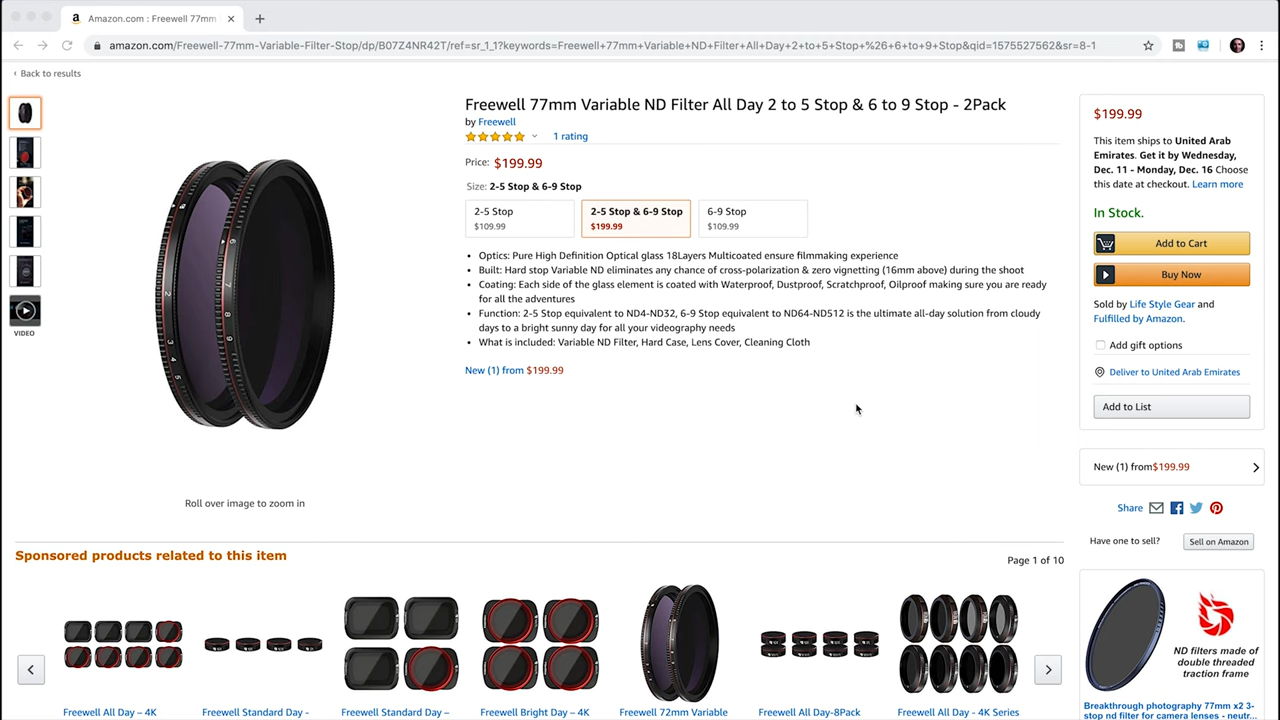 Amazon.com : Freewell 77mm
amazon.com/Freewell-77mm-Variable-Filter-Stop/dp/B07Z4NR42T/ref=sr_1_1?keywords=Freewell+77mm+Variable+ND+Filter+All+Day+2+to+5+Stop+%26+6+to+9+Stop&qid=1575527562&sr=8-1
‹ Back to results
Freewell 77mm Variable ND Filter All Day 2 to 5 Stop & 6 to 9 Stop - 2Pack
by Freewell
1 rating
Price: $199.99
Size: 2-5 Stop & 6-9 Stop
2-5 Stop
$109.99
2-5 Stop & 6-9 Stop
$199.99
6-9 Stop
$109.99
• Optics: Pure High Definition Optical glass 18Layers Multicoated ensure filmmaking experience
• Built: Hard stop Variable ND eliminates any chance of cross-polarization & zero vignetting (16mm above) during the shoot
• Coating: Each side of the glass element is coated with Waterproof, Dustproof, Scratchproof, Oilproof making sure you are ready
for all the adventures
• Function: 2-5 Stop equivalent to ND4-ND32, 6-9 Stop equivalent to ND64-ND512 is the ultimate all-day solution from cloudy
days to a bright sunny day for all your videography needs
• What is included: Variable ND Filter, Hard Case, Lens Cover, Cleaning Cloth
New (1) from $199.99
VIDEO
2
3
4
5
6
7
8
9
Roll over image to zoom in
$199.99
This item ships to United Arab
Emirates. Get it by Wednesday,
Dec. 11 - Monday, Dec. 16 Choose
this date at checkout. Learn more
In Stock.
Add to Cart
Buy Now
Sold by Life Style Gear and
Fulfilled by Amazon.
Add gift options
Deliver to United Arab Emirates
Add to List
New (1) from $199.99
Share
Have one to sell?
Sell on Amazon
Sponsored products related to this item
Page 1 of 10
Freewell All Day – 4K
Freewell Standard Day -
Freewell Standard Day –
Freewell Bright Day – 4K
Freewell 72mm Variable
Freewell All Day-8Pack
Freewell All Day - 4K Series
ND filters made of
double threaded
traction frame
Breakthrough photography 77mm x2 3-
stop nd filter for camera lenses - neutr...